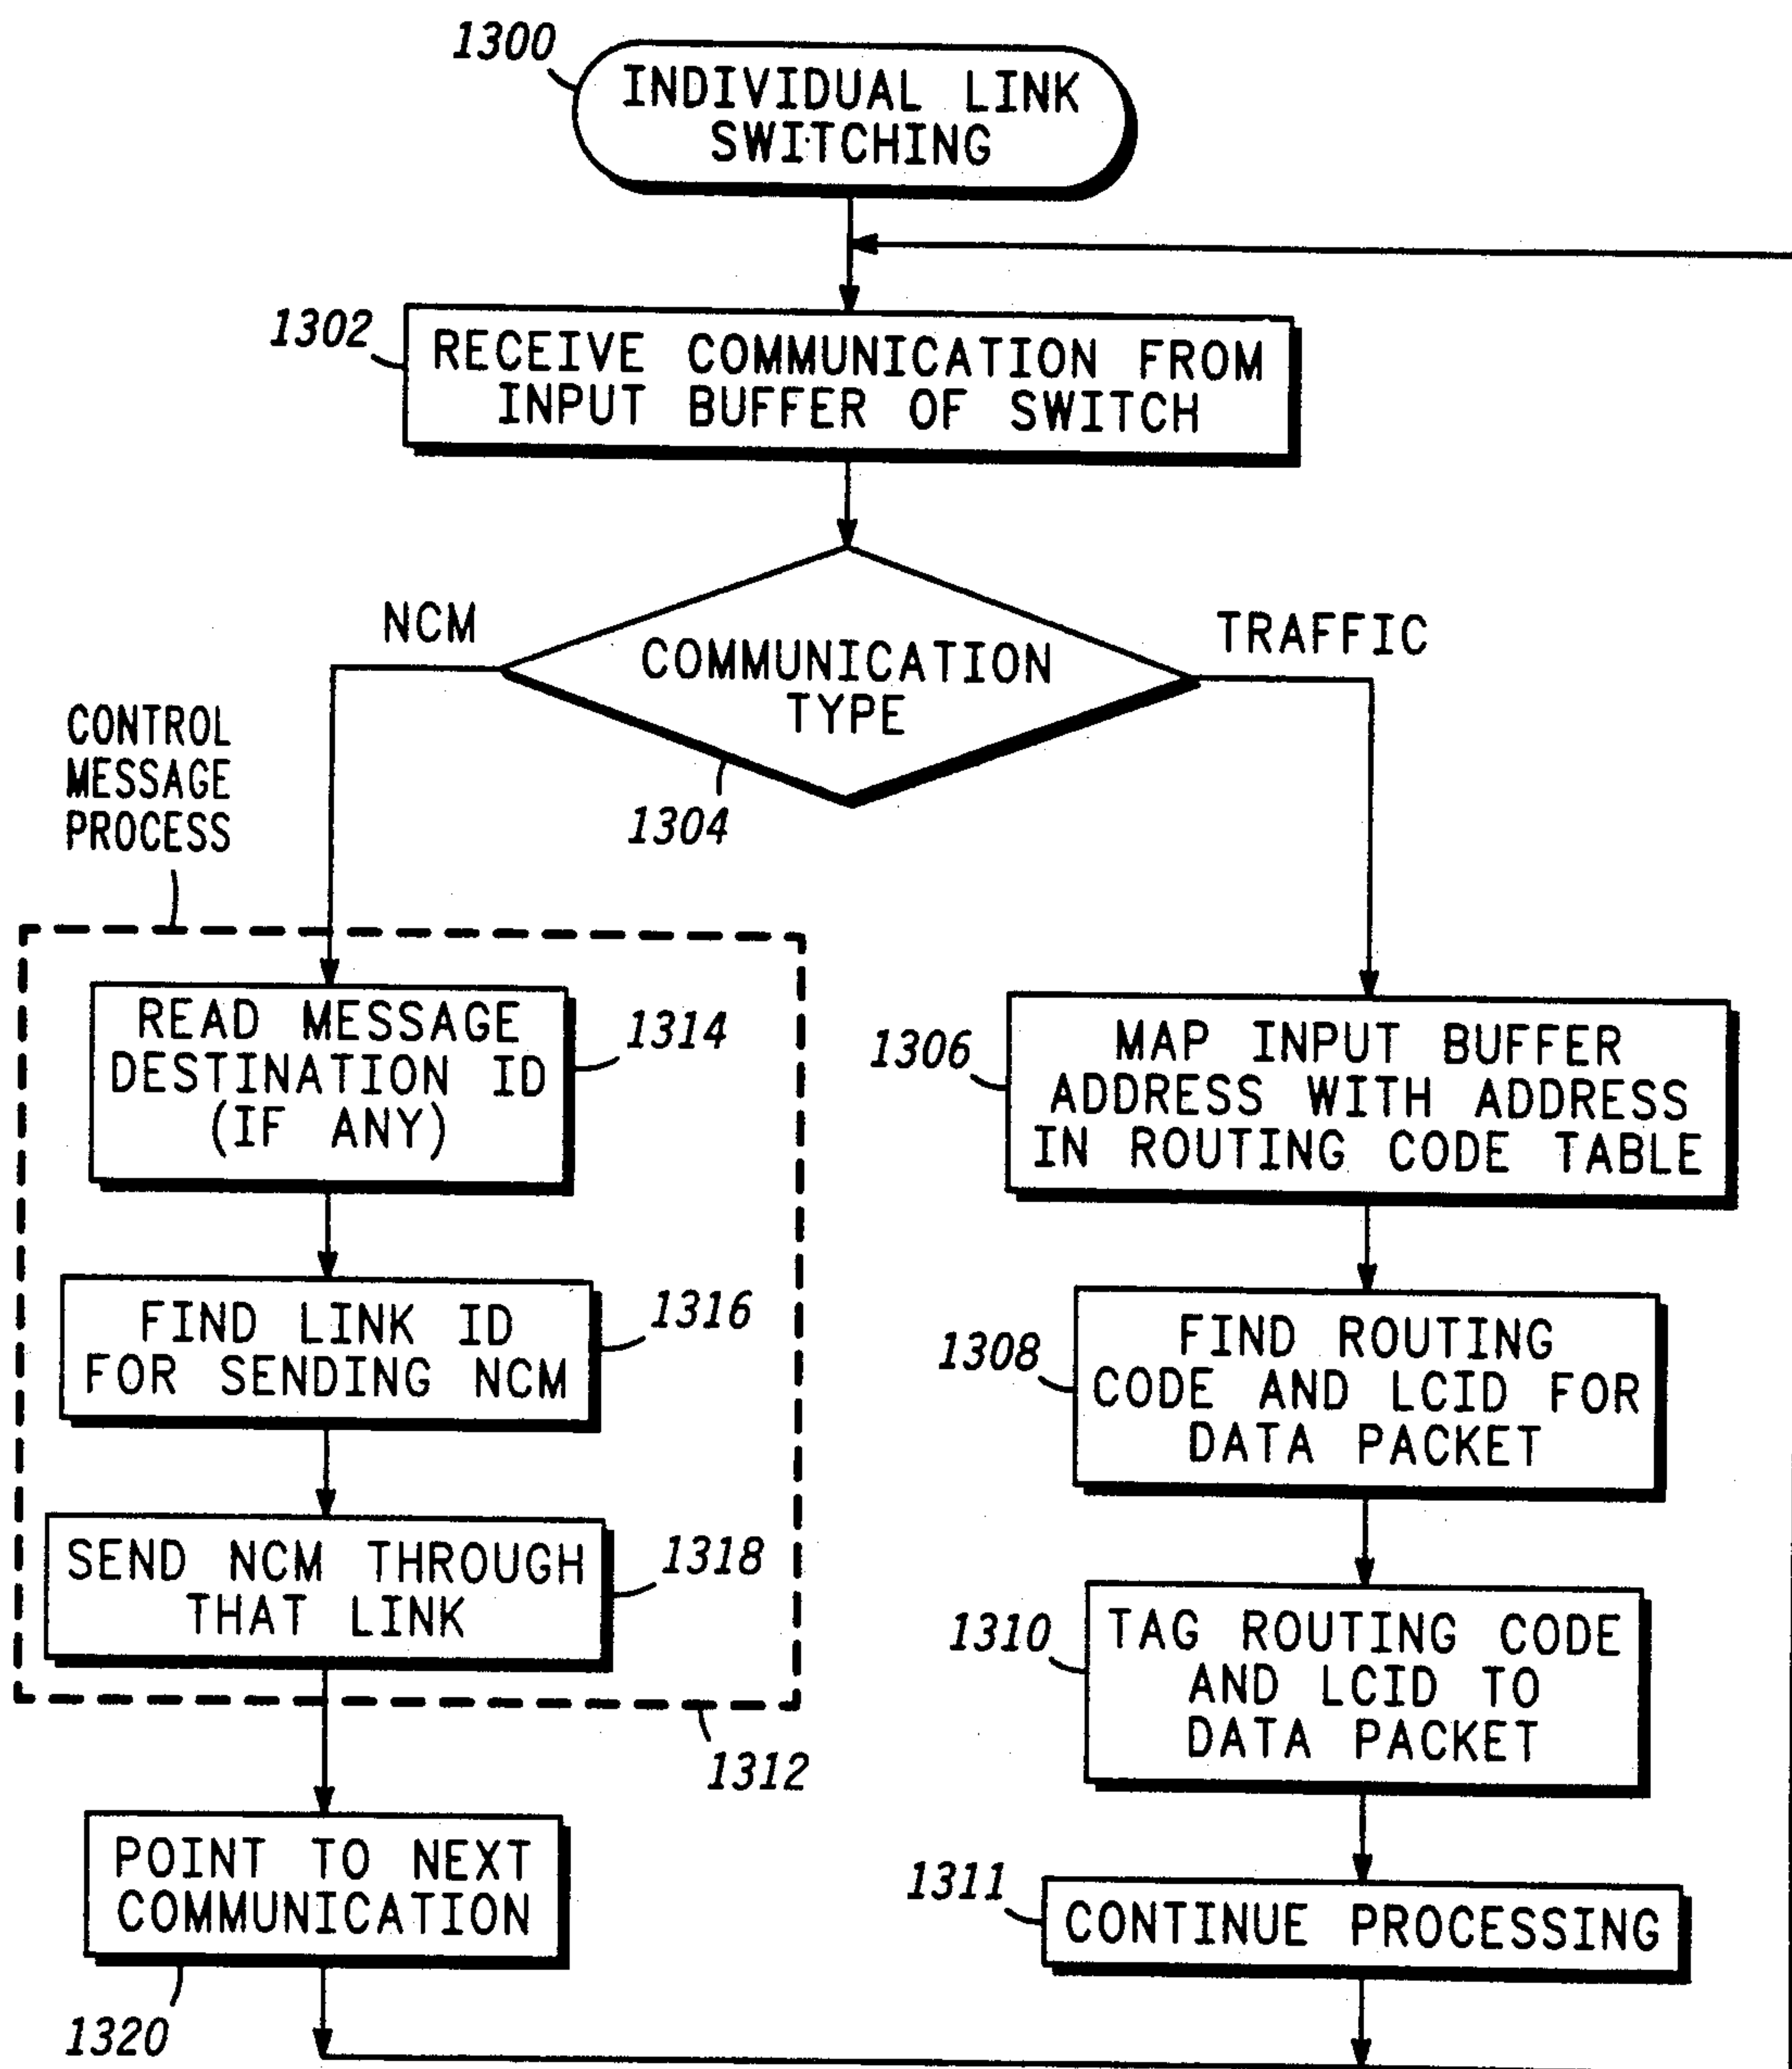 1300
INDIVIDUAL LINK
SWITCHING
1302
RECEIVE COMMUNICATION FROM
INPUT BUFFER OF SWITCH
NCM
COMMUNICATION
TYPE
TRAFFIC
1304
CONTROL
MESSAGE
PROCESS
READ MESSAGE
DESTINATION ID
(IF ANY)
1314
FIND LINK ID
FOR SENDING NCM
1316
SEND NCM THROUGH
THAT LINK
1318
1312
POINT TO NEXT
COMMUNICATION
1320
1306
MAP INPUT BUFFER
ADDRESS WITH ADDRESS
IN ROUTING CODE TABLE
1308
FIND ROUTING
CODE AND LCID FOR
DATA PACKET
1310
TAG ROUTING CODE
AND LCID TO
DATA PACKET
1311
CONTINUE PROCESSING